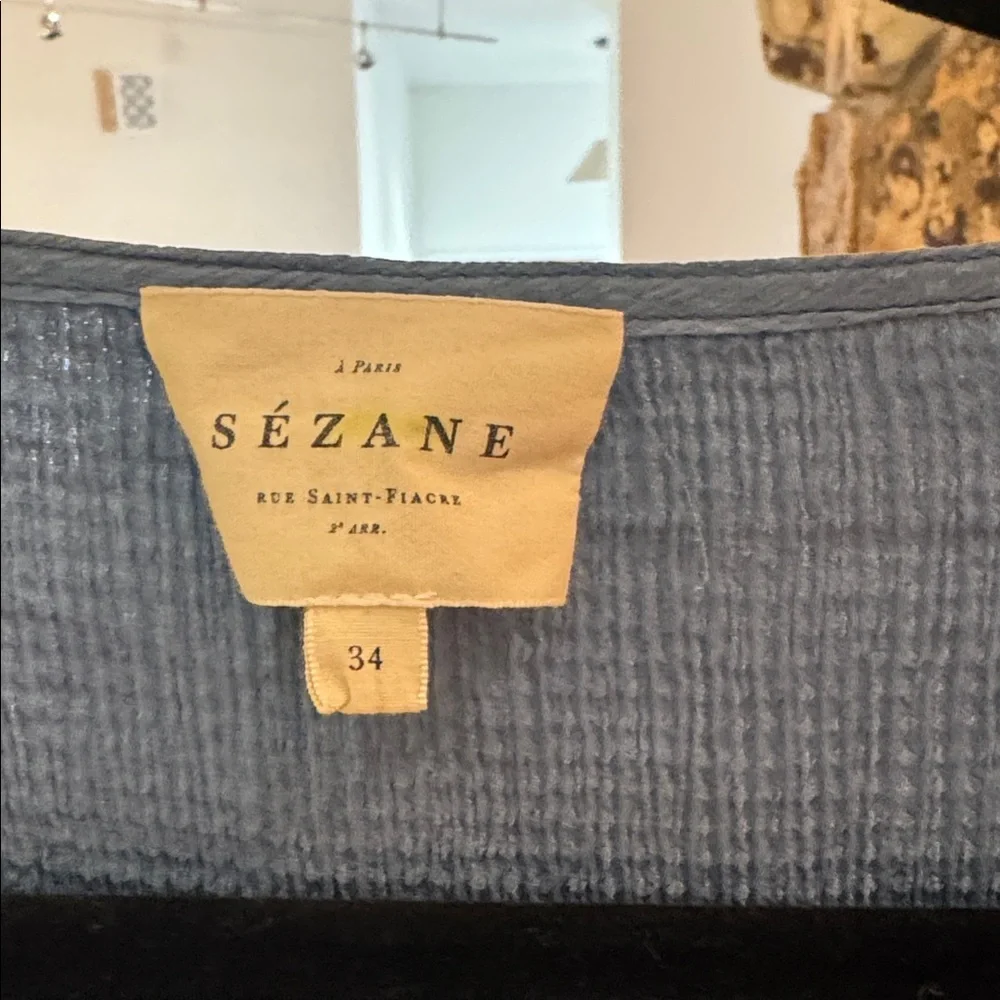 À PARIS
SÉZANE
RUE SAINT-FIACRE
2E ARR.
34